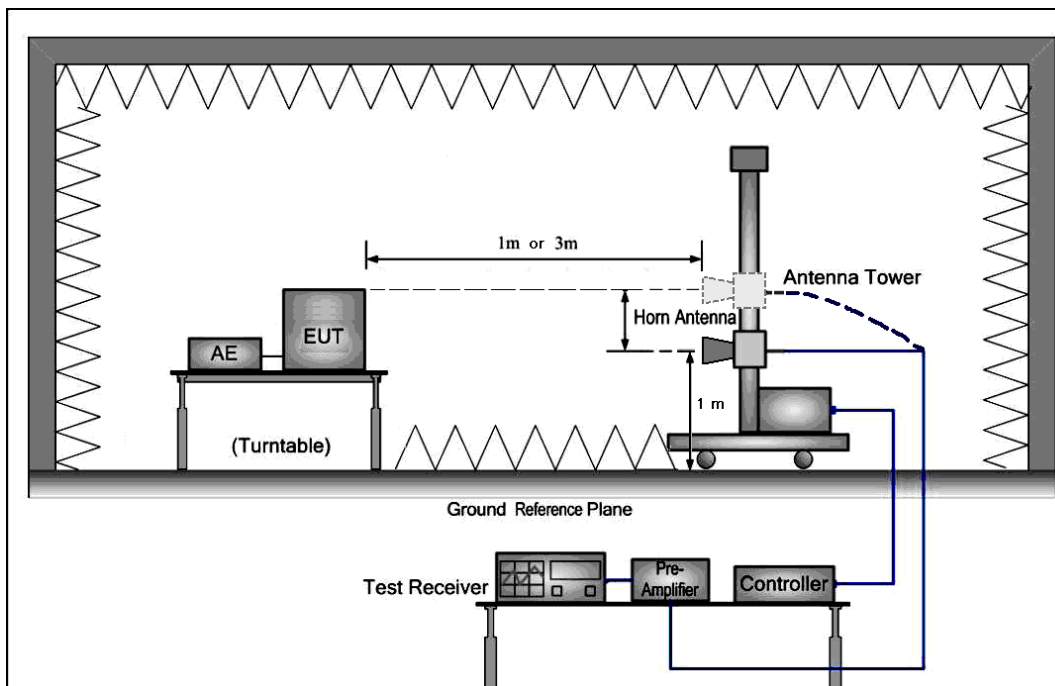 1m or 3m
Antenna Tower
Horn Antenna
EUT
AE
1 m
(Turntable)
Ground Reference Plane
Test Receiver
Pre-
Amplifier
Controller